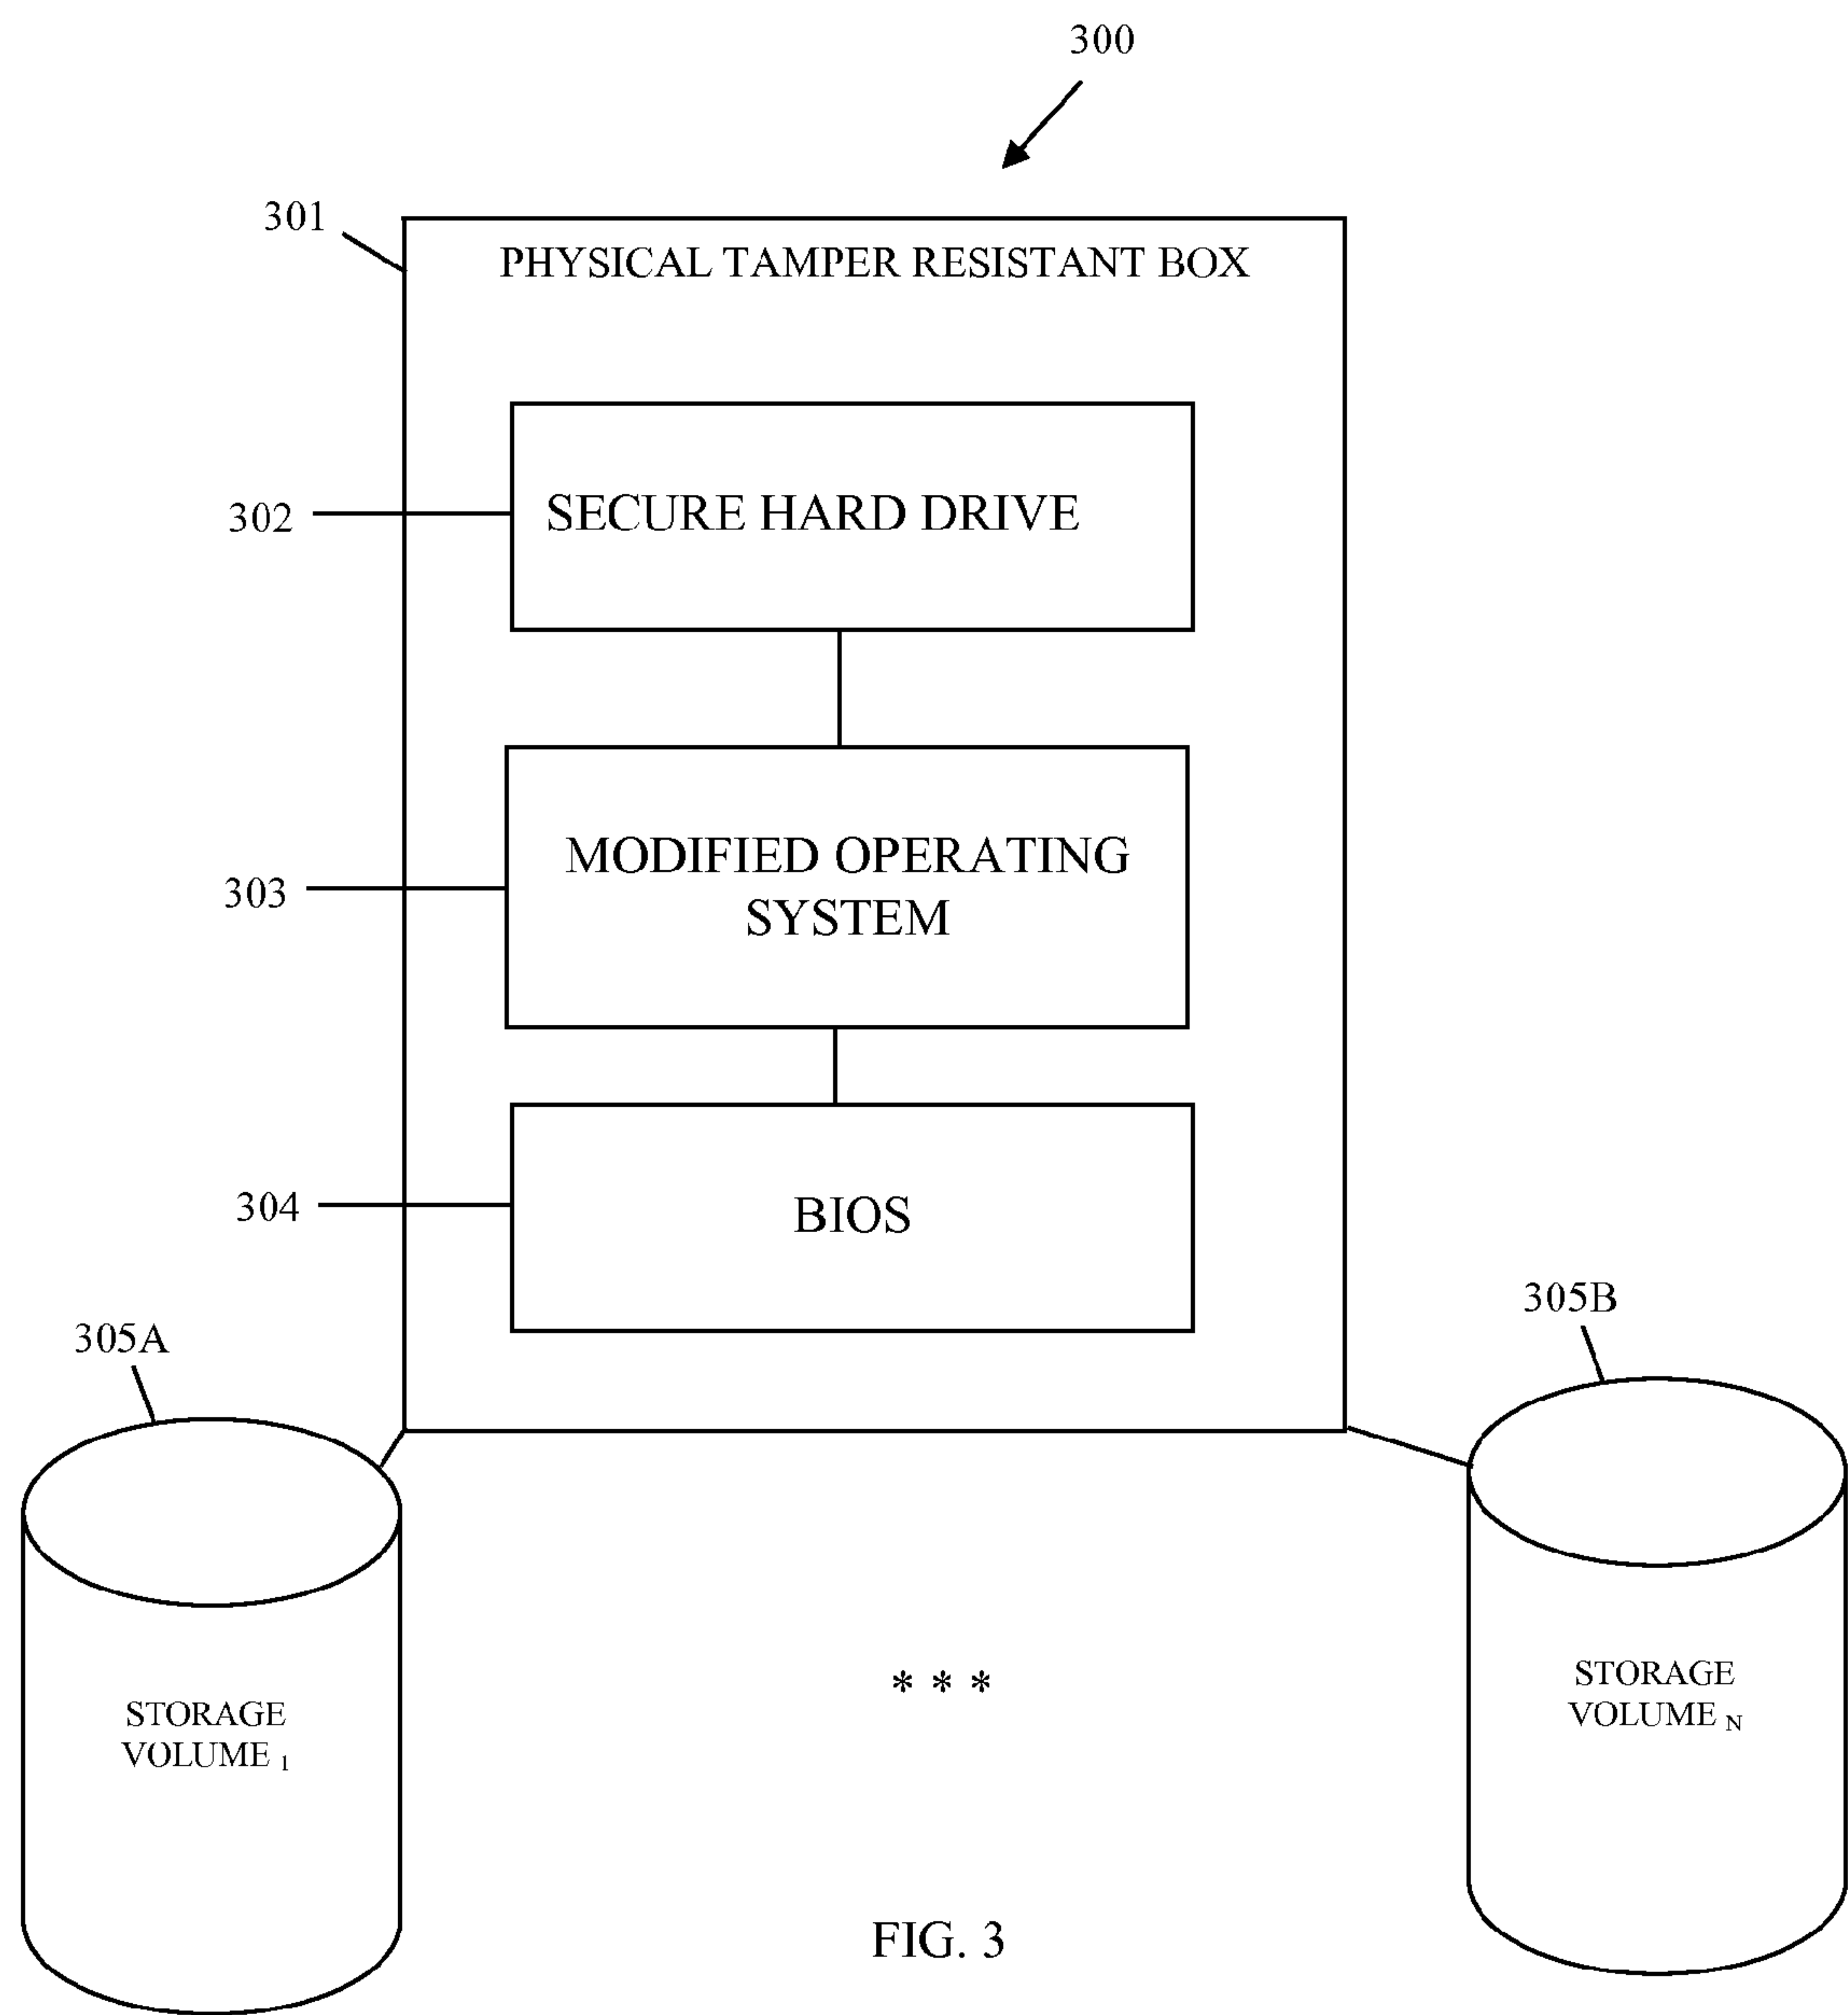 300
301
PHYSICAL TAMPER RESISTANT BOX
302
SECURE HARD DRIVE
303
MODIFIED OPERATING
SYSTEM
304
BIOS
305A
305B
STORAGE
VOLUME 1
* * *
STORAGE
VOLUME N
FIG. 3